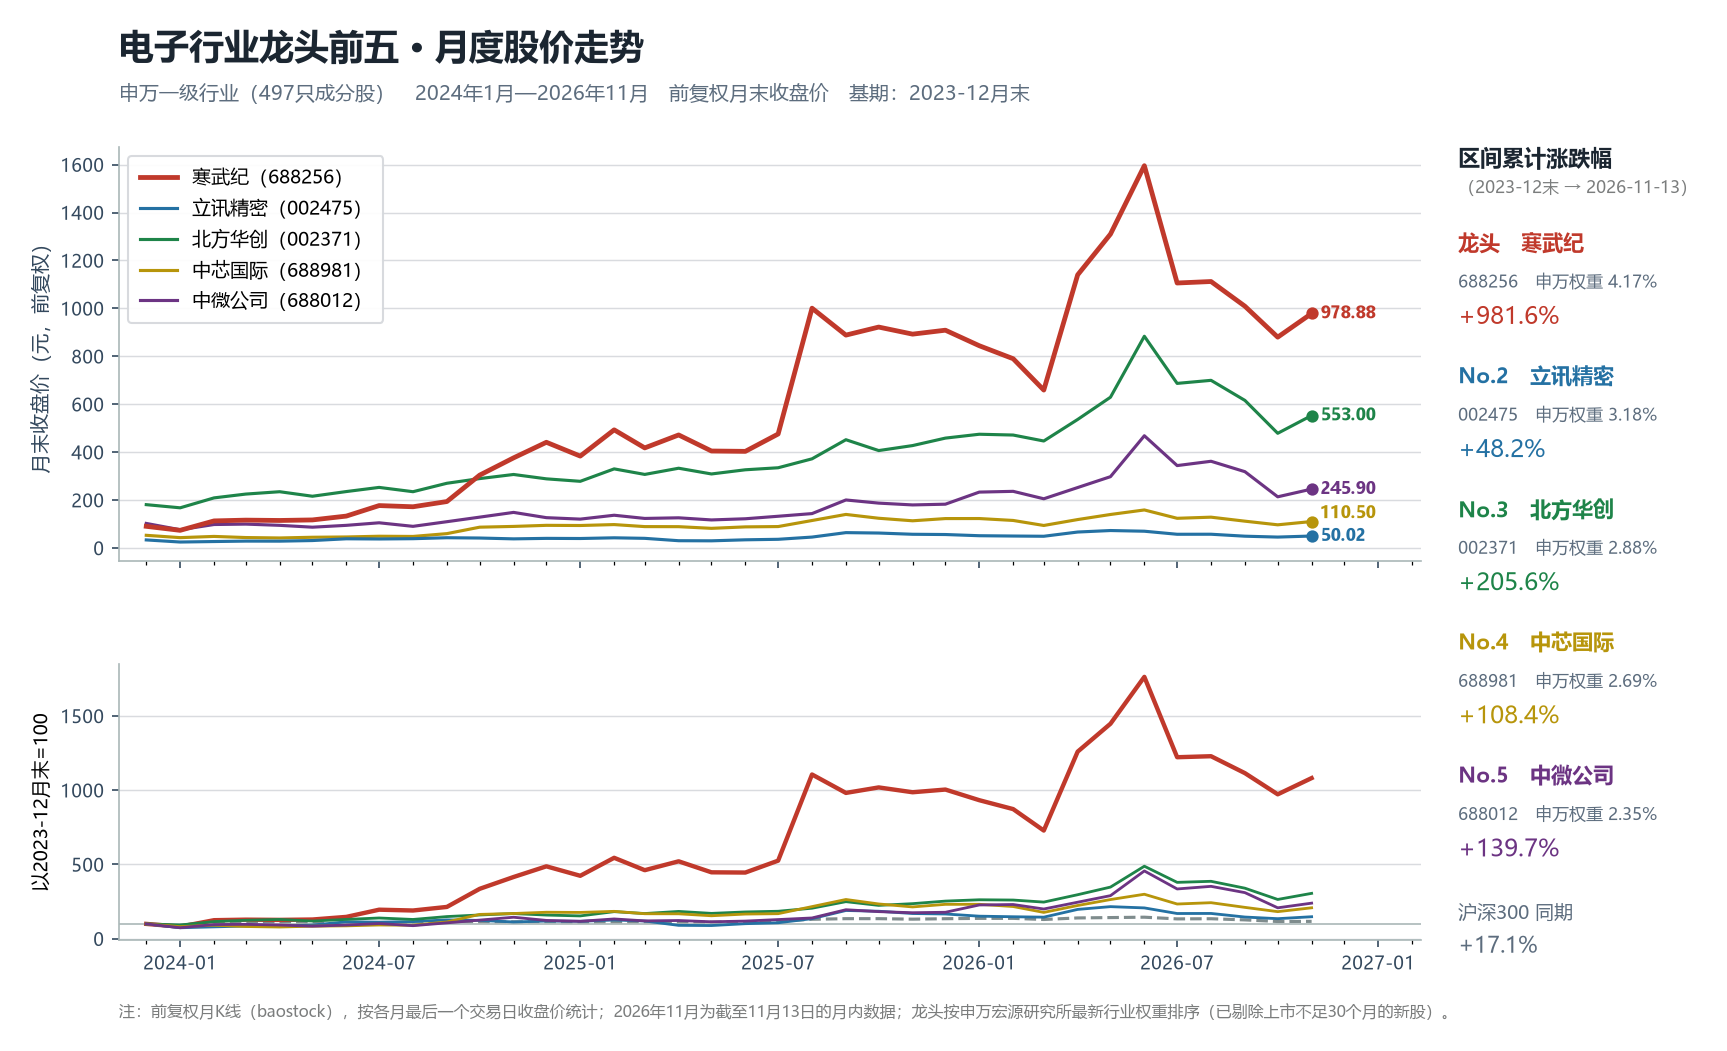 电子行业龙头前五 · 月度股价走势
申万一级行业（497只成分股）　2024年1月—2026年11月　前复权月末收盘价　基期：2023-12月末
月末收盘价（元，前复权）
1600
1400
1200
1000
800
600
400
200
0
寒武纪（688256）
立讯精密（002475）
北方华创（002371）
中芯国际（688981）
中微公司（688012）
978.88
553.00
245.90
110.50
50.02
以2023-12月末=100
1500
1000
500
0
2024-01
2024-07
2025-01
2025-07
2026-01
2026-07
2027-01
区间累计涨跌幅
（2023-12末 → 2026-11-13）
龙头　寒武纪
688256　申万权重 4.17%
+981.6%
No.2　立讯精密
002475　申万权重 3.18%
+48.2%
No.3　北方华创
002371　申万权重 2.88%
+205.6%
No.4　中芯国际
688981　申万权重 2.69%
+108.4%
No.5　中微公司
688012　申万权重 2.35%
+139.7%
沪深300 同期
+17.1%
注：前复权月K线（baostock），按各月最后一个交易日收盘价统计；2026年11月为截至11月13日的月内数据；龙头按申万宏源研究所最新行业权重排序（已剔除上市不足30个月的新股）。